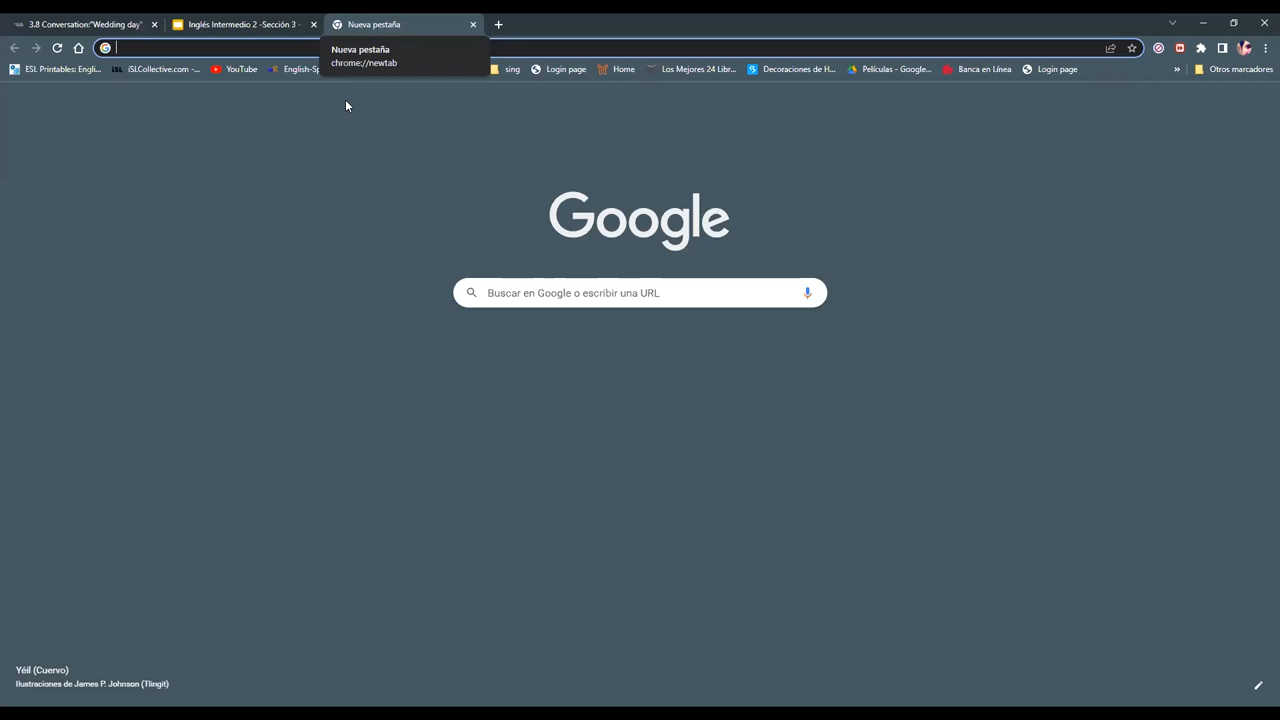 3.8 Conversation:"Wedding day"
Inglés Intermedio 2 -Sección 3 -
Nueva pestaña
Nueva pestaña
chrome://newtab
ESL Printables: Engli...
iSLCollective.com -...
YouTube
English-Sp
sing
Login page
Home
Los Mejores 24 Libr...
Decoraciones de H...
Películas - Google...
Banca en Línea
Login page
»
Otros marcadores
Google
Buscar en Google o escribir una URL
Yéil (Cuervo)
Ilustraciones de James P. Johnson (Tlingit)